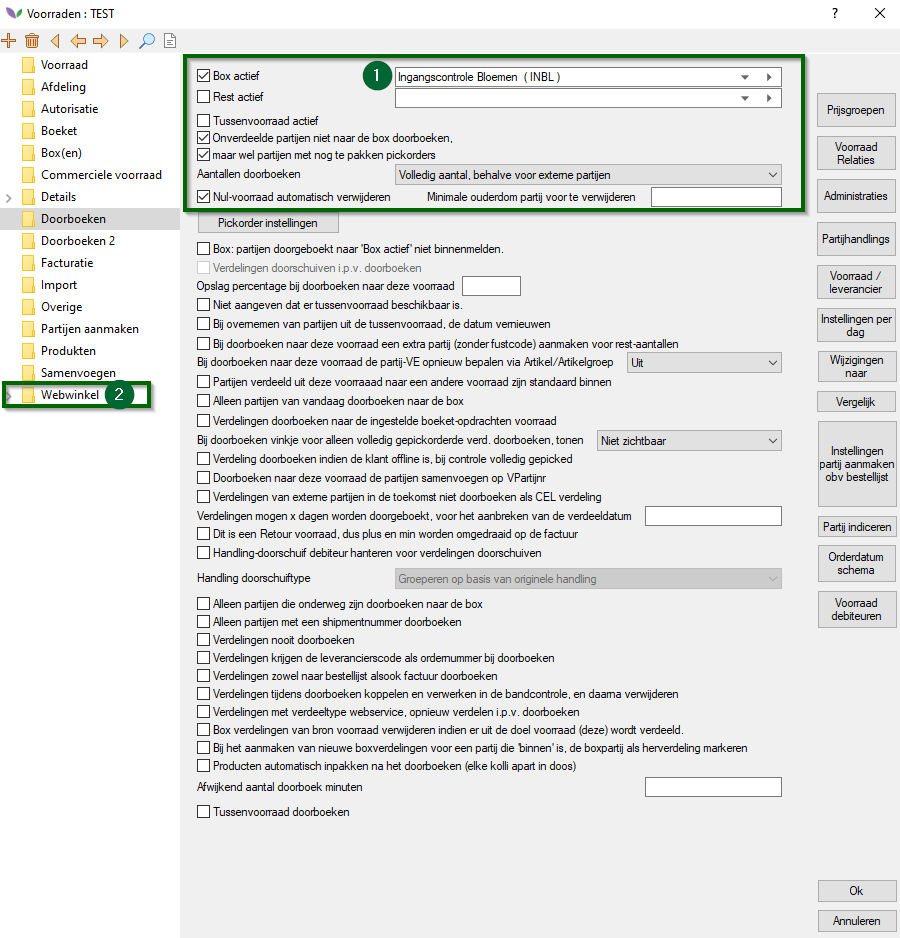 Voorraden : TEST
?
Voorraad
Afdeling
Autorisatie
Boeket
Box(en)
Commerciele voorraad
Details
Doorboeken
Doorboeken 2
Facturatie
Import
Overige
Partijen aanmaken
Produkten
Samenvoegen
Webwinkel 2
Box actief 1 Ingangscontrole Bloemen ( INBL )
Rest actief
Tussenvoorraad actief
Onverdeelde partijen niet naar de box doorboeken,
maar wel partijen met nog te pakken pickorders
Aantallen doorboeken Volledig aantal, behalve voor externe partijen
Nul-voorraad automatisch verwijderen Minimale ouderdom partij voor te verwijderen
Pickorder instellingen
Box: partijen doorgeboekt naar 'Box actief' niet binnenmelden.
Verdelingen doorschuiven i.p.v. doorboeken
Opslag percentage bij doorboeken naar deze voorraad
Niet aangeven dat er tussenvoorraad beschikbaar is.
Bij overnemen van partijen uit de tussenvoorraad, de datum vernieuwen
Bij doorboeken naar deze voorraad een extra partij (zonder fustcode) aanmaken voor rest-aantallen
Bij doorboeken naar deze voorraad de partij-VE opnieuw bepalen via Artikel/Artikelgroep Uit
Partijen verdeeld uit deze voorraaad naar een andere voorraad zijn standaard binnen
Alleen partijen van vandaag doorboeken naar de box
Verdelingen doorboeken naar de ingestelde boeket-opdrachten voorraad
Bij doorboeken vinkje voor alleen volledig gepickorderde verd. doorboeken, tonen Niet zichtbaar
Verdeling doorboeken indien de klant offline is, bij controle volledig gepicked
Doorboeken naar deze voorraad de partijen samenvoegen op VPartijnr
Verdelingen van externe partijen in de toekomst niet doorboeken als CEL verdeling
Verdelingen mogen x dagen worden doorgeboekt, voor het aanbreken van de verdeeldatum
Dit is een Retour voorraad, dus plus en min worden omgedraaid op de factuur
Handling-doorschuif debiteur hanteren voor verdelingen doorschuiven
Handling doorschuiftype Groeperen op basis van originele handling
Alleen partijen die onderweg zijn doorboeken naar de box
Alleen partijen met een shipmentnummer doorboeken
Verdelingen nooit doorboeken
Verdelingen krijgen de leverancierscode als ordernummer bij doorboeken
Verdelingen zowel naar bestellijst alsook factuur doorboeken
Verdelingen tijdens doorboeken koppelen en verwerken in de bandcontrole, en daarna verwijderen
Verdelingen met verdeeltype webservice, opnieuw verdelen i.p.v. doorboeken
Box verdelingen van bron voorraad verwijderen indien er uit de doel voorraad (deze) wordt verdeeld.
Bij het aanmaken van nieuwe boxverdelingen voor een partij die 'binnen' is, de boxpartij als herverdeling markeren
Producten automatisch inpakken na het doorboeken (elke kolli apart in doos)
Afwijkend aantal doorboek minuten
Tussenvoorraad doorboeken
Prijsgroepen
Voorraad
Relaties
Administraties
Partijhandlings
Voorraad /
leverancier
Instellingen per
dag
Wijzigingen
naar
Vergelijk
Instellingen
partij aanmaken
obv bestellijst
Partij indiceren
Orderdatum
schema
Voorraad
debiteuren
Ok
Annuleren